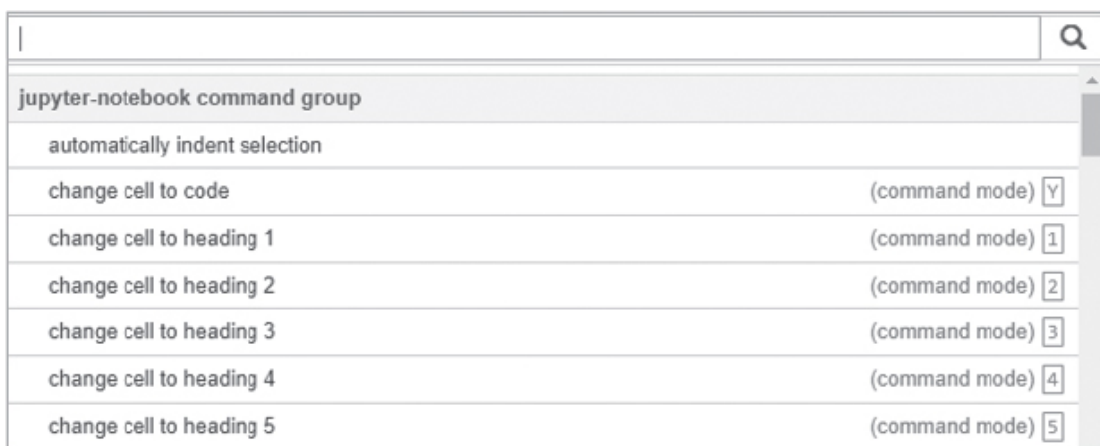 jupyter-notebook command group
automatically indent selection
change cell to code (command mode) Y
change cell to heading 1 (command mode) 1
change cell to heading 2 (command mode) 2
change cell to heading 3 (command mode) 3
change cell to heading 4 (command mode) 4
change cell to heading 5 (command mode) 5